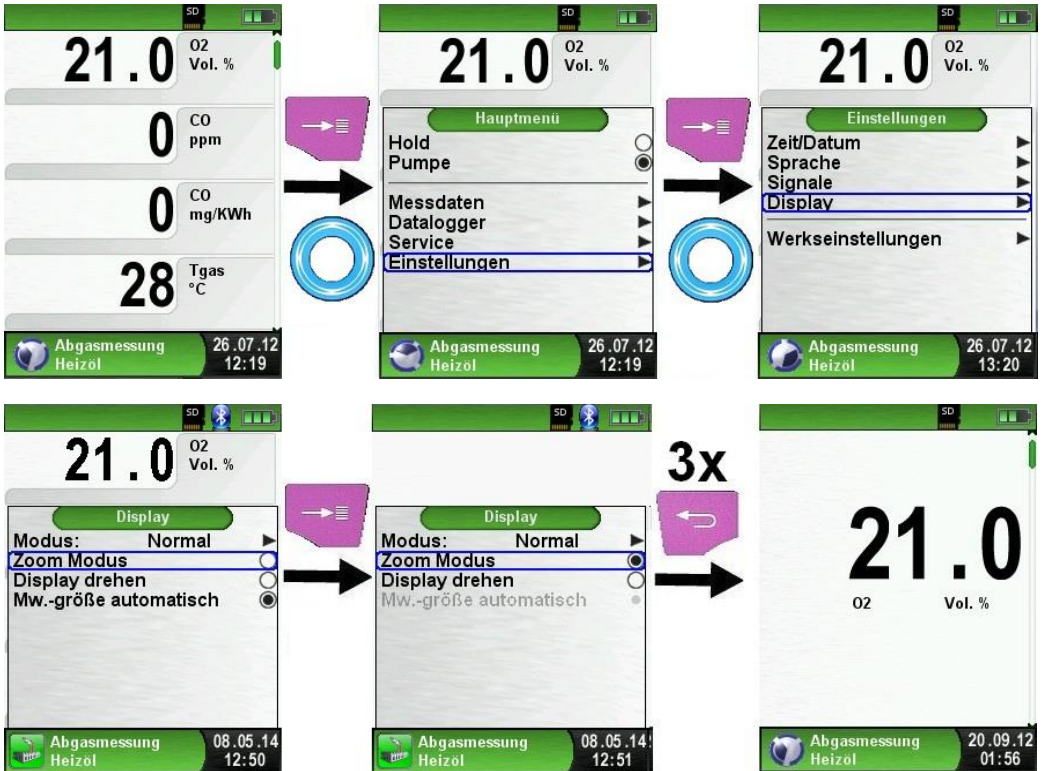 SD
21.0 O2
Vol. %
0 CO
ppm
0 CO
mg/KWh
28 Tgas
°C
Abgasmessung 26.07.12
Heizöl 12:19
SD
21.0 O2
Vol. %
Hauptmenü
Hold
Pumpe
Messdaten
Datalogger
Service
Einstellungen
Abgasmessung 26.07.12
Heizöl 12:19
SD
21.0 O2
Vol. %
Einstellungen
Zeit/Datum
Sprache
Signale
Display
Werkseinstellungen
Abgasmessung 26.07.12
Heizöl 13:20
SD
21.0 O2
Vol. %
Display
Modus: Normal
Zoom Modus
Display drehen
Mw.-größe automatisch
Abgasmessung 08.05.14
Heizöl 12:50
SD
Display
Modus: Normal
Zoom Modus
Display drehen
Mw.-größe automatisch
Abgasmessung 08.05.14
Heizöl 12:51
3x
SD
21.0
O2 Vol. %
Abgasmessung 20.09.12
Heizöl 01:56